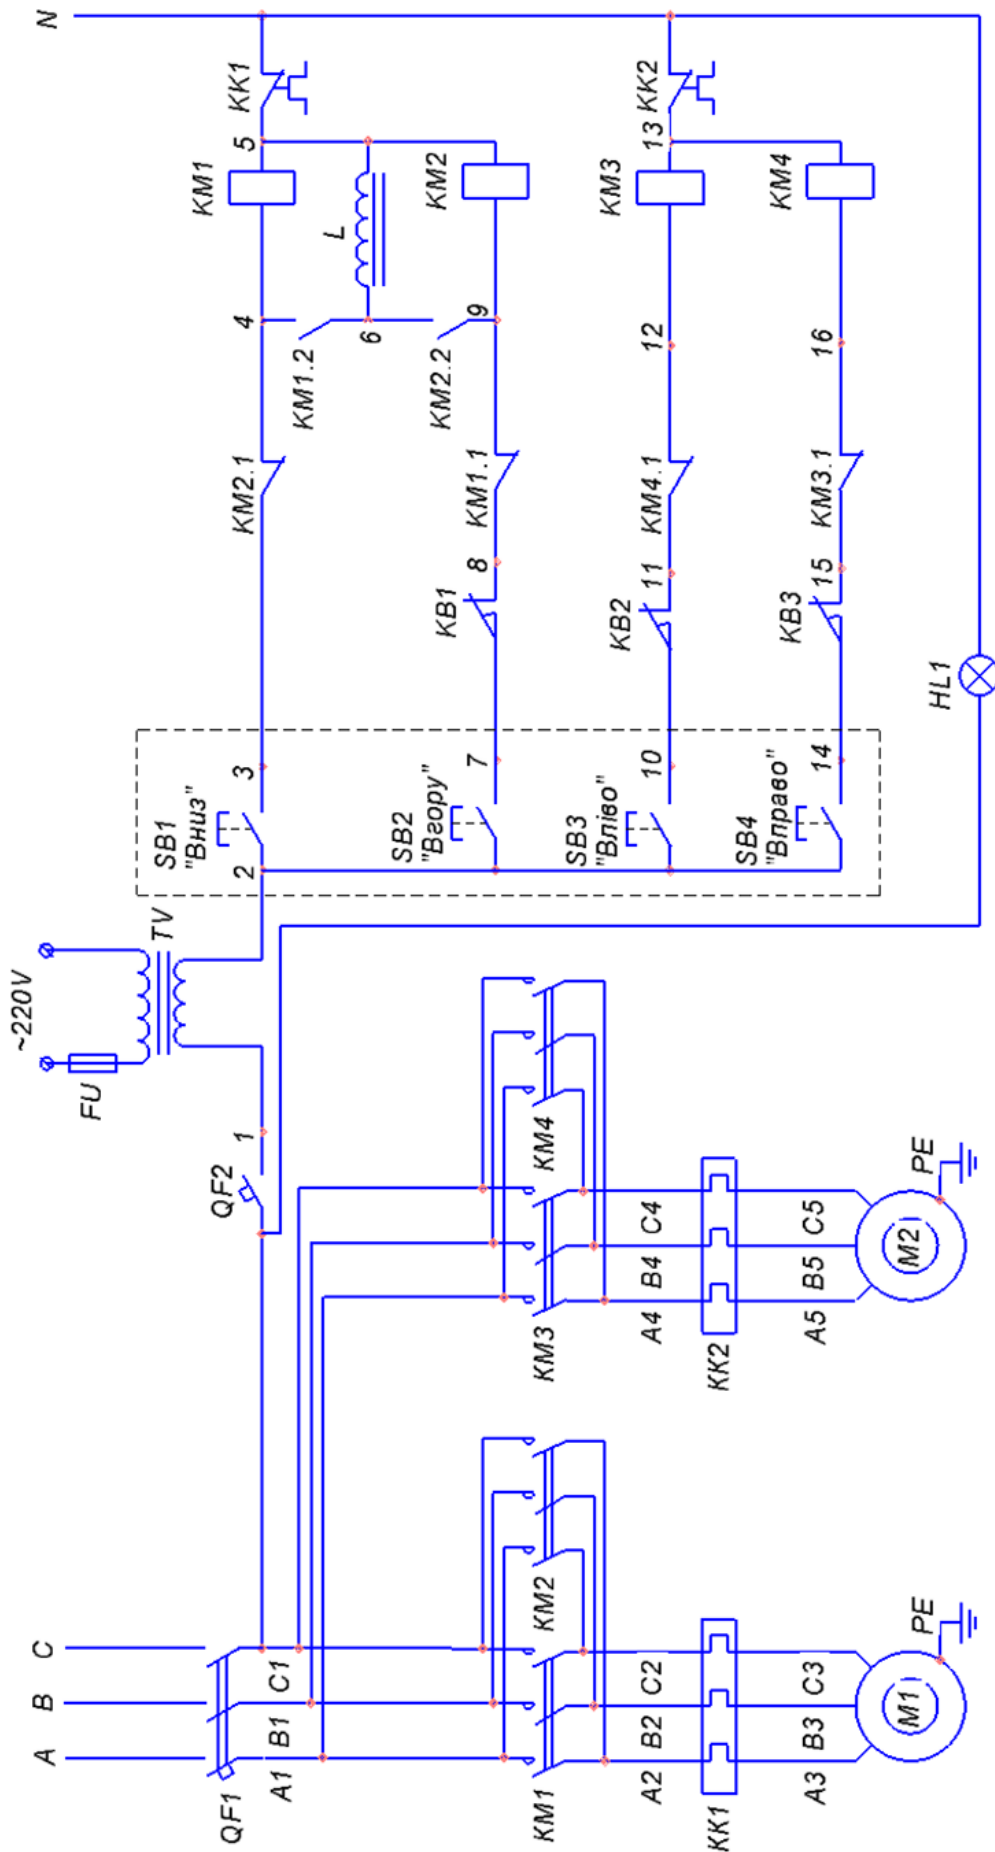 A
B
C
QF1
A1
B1
C1
KM1
KM2
A2
B2
C2
KK1
A3
B3
C3
M1
PE
KM3
KM4
A4
B4
C4
KK2
A5
B5
C5
M2
PE
~220V
FU
TV
QF2
1
2
SB1
"Вниз"
3
KM2.1
4
KM1
5
KK1
N
KM1.2
6
L
KM2.2
SB2
"Вгору"
7
KB1
8
KM1.1
9
KM2
SB3
"Вліво"
10
KB2
11
KM4.1
12
KM3
13
KK2
SB4
"Вправо"
14
KB3
15
KM3.1
16
KM4
HL1